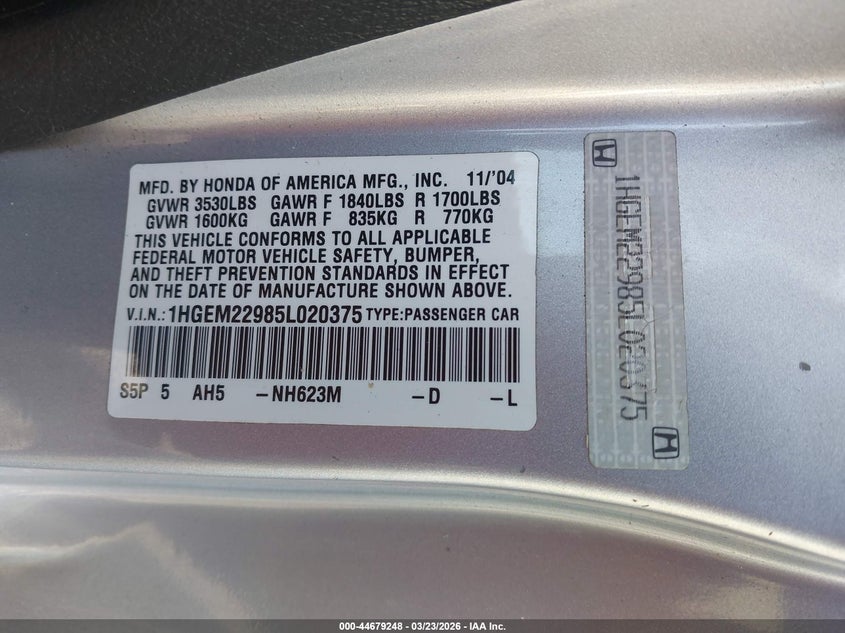 MFD. BY HONDA OF AMERICA MFG., INC. 11/'04
GVWR 3530LBS GAWR F 1840LBS R 1700LBS
GVWR 1600KG GAWR F 835KG R 770KG
THIS VEHICLE CONFORMS TO ALL APPLICABLE
FEDERAL MOTOR VEHICLE SAFETY, BUMPER,
AND THEFT PREVENTION STANDARDS IN EFFECT
ON THE DATE OF MANUFACTURE SHOWN ABOVE.
V.I.N.: 1HGEM22985L020375 TYPE:PASSENGER CAR
S5P 5 AH5 -NH623M -D -L
1HGEM22985L020375
000-44679248 | 03/23/2026 - IAA Inc.